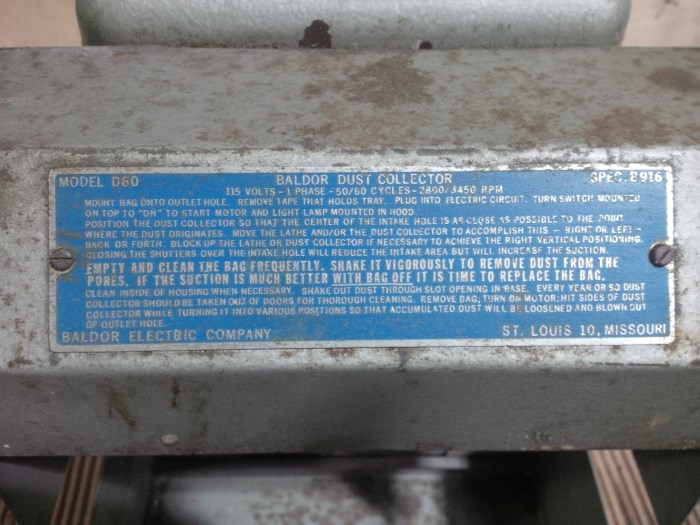 MODEL D60 BALDOR DUST COLLECTOR SPEC. 8916
115 VOLTS - 1 PHASE - 50/60 CYCLES - 2800/3450 RPM
MOUNT BAG ONTO OUTLET HOLE. REMOVE TAPE THAT HOLDS TRAY. PLUG INTO ELECTRIC CIRCUIT. TURN SWITCH MOUNTED
ON TOP TO "ON" TO START MOTOR AND LIGHT LAMP MOUNTED IN HOOD.
POSITION THE DUST COLLECTOR SO THAT THE CENTER OF THE INTAKE HOLE IS AS CLOSE AS POSSIBLE TO THE POINT
WHERE THE DUST ORIGINATES. MOVE THE LATHE AND/OR THE DUST COLLECTOR TO ACCOMPLISH THIS - RIGHT OR LEFT -
BACK OR FORTH. BLOCK UP THE LATHE OR DUST COLLECTOR IF NECESSARY TO ACHIEVE THE RIGHT VERTICAL POSITIONING.
CLOSING THE SHUTTERS OVER THE INTAKE HOLE WILL REDUCE THE INTAKE AREA BUT WILL INCREASE THE SUCTION.
EMPTY AND CLEAN THE BAG FREQUENTLY. SHAKE IT VIGOROUSLY TO REMOVE DUST FROM THE
PORES. IF THE SUCTION IS MUCH BETTER WITH BAG OFF IT IS TIME TO REPLACE THE BAG.
CLEAN INSIDE OF HOUSING WHEN NECESSARY. SHAKE OUT DUST THROUGH SLOT OPENING IN BASE. EVERY YEAR OR SO DUST
COLLECTOR SHOULD BE TAKEN OUT OF DOORS FOR THOROUGH CLEANING. REMOVE BAG, TURN ON MOTOR; HIT SIDES OF DUST
COLLECTOR WHILE TURNING IT INTO VARIOUS POSITIONS SO THAT ACCUMULATED DUST WILL BE LOOSENED AND BLOWN OUT
OF OUTLET HOLE.
BALDOR ELECTRIC COMPANY ST. LOUIS 10, MISSOURI